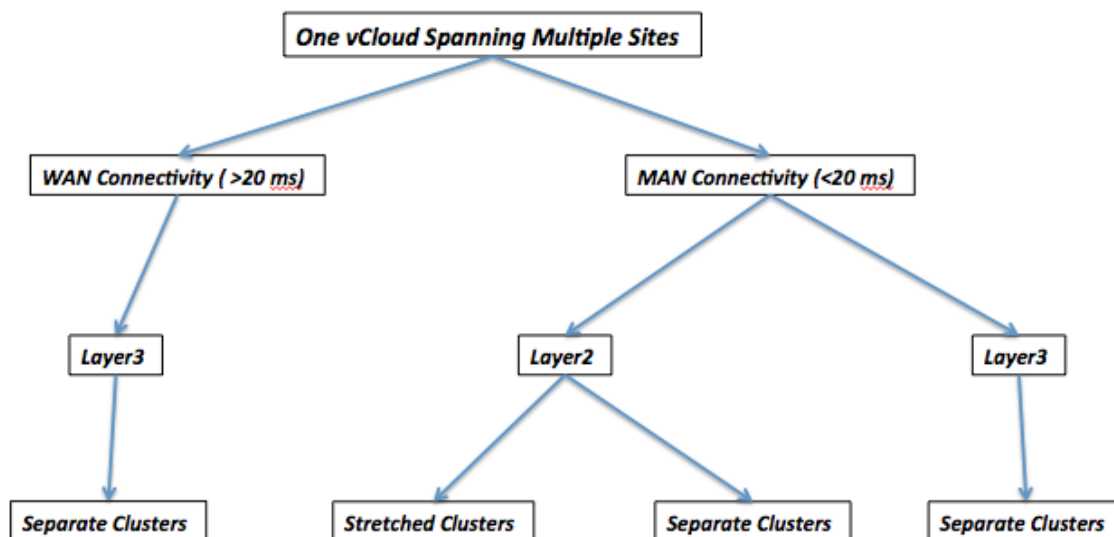 One vCloud Spanning Multiple Sites
WAN Connectivity ( >20 ms)
MAN Connectivity (<20 ms)
Layer3
Layer2
Layer3
Separate Clusters
Stretched Clusters
Separate Clusters
Separate Clusters